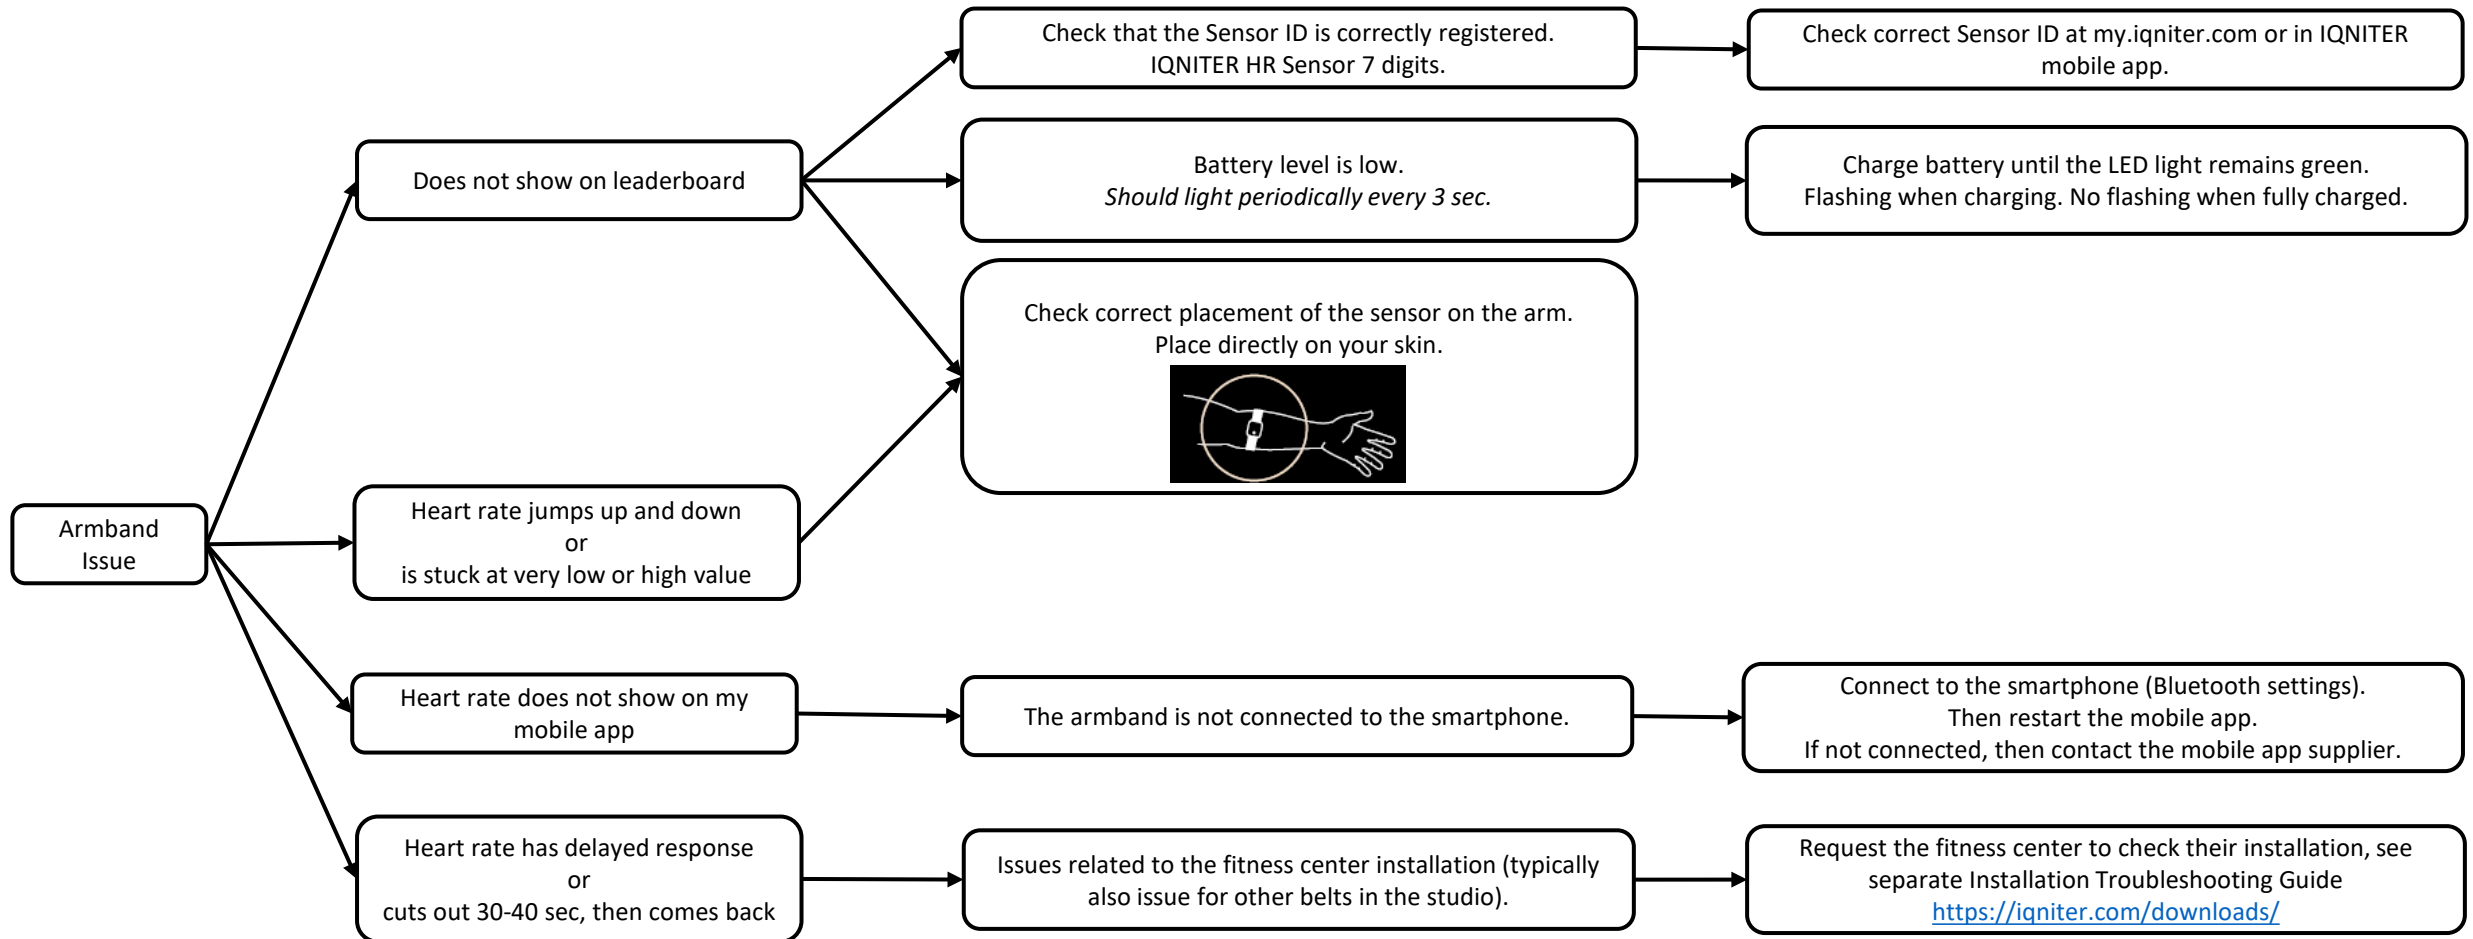 Armband
Issue
Does not show on leaderboard
Check that the Sensor ID is correctly registered.
IQNITER HR Sensor 7 digits.
Check correct Sensor ID at my.iqniter.com or in IQNITER
mobile app.
Battery level is low.
Should light periodically every 3 sec.
Charge battery until the LED light remains green.
Flashing when charging. No flashing when fully charged.
Check correct placement of the sensor on the arm.
Place directly on your skin.
Heart rate jumps up and down
or
is stuck at very low or high value
Heart rate does not show on my
mobile app
The armband is not connected to the smartphone.
Connect to the smartphone (Bluetooth settings).
Then restart the mobile app.
If not connected, then contact the mobile app supplier.
Heart rate has delayed response
or
cuts out 30-40 sec, then comes back
Issues related to the fitness center installation (typically
also issue for other belts in the studio).
Request the fitness center to check their installation, see
separate Installation Troubleshooting Guide
https://iqniter.com/downloads/